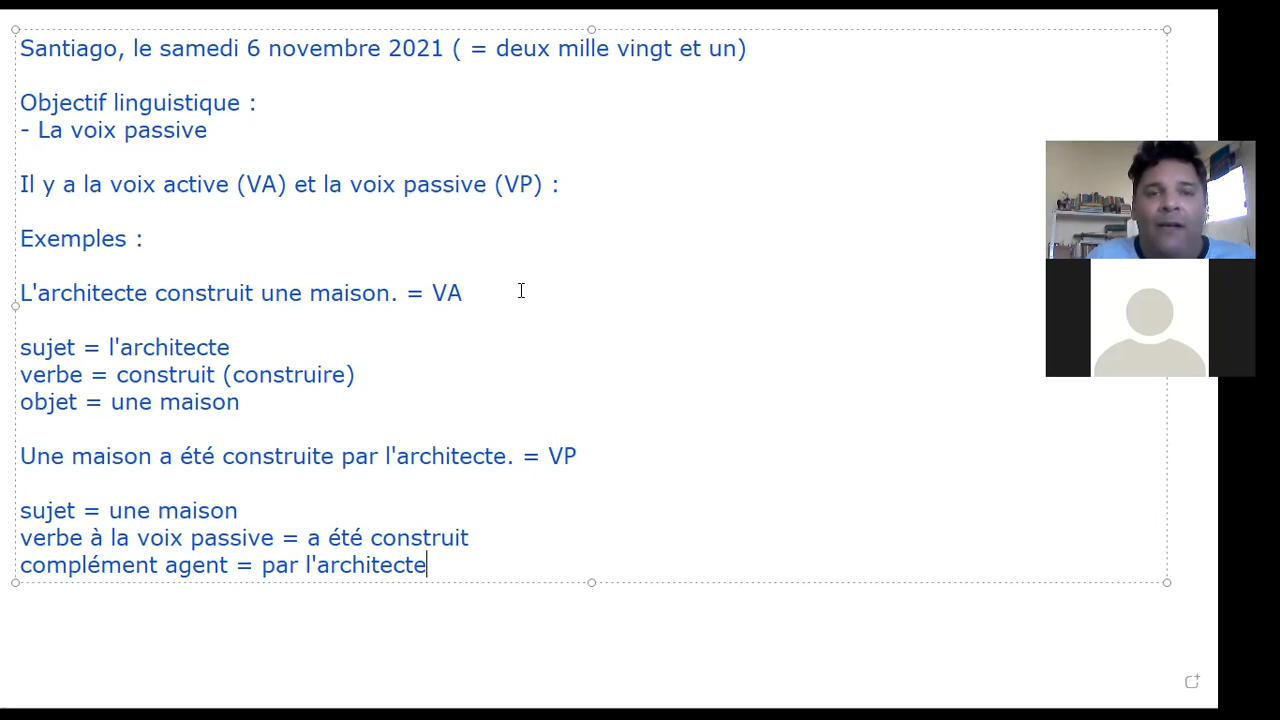 Santiago, le samedi 6 novembre 2021 ( = deux mille vingt et un)
Objectif linguistique :
- La voix passive
Il y a la voix active (VA) et la voix passive (VP) :
Exemples :
L'architecte construit une maison. = VA
sujet = l'architecte
verbe = construit (construire)
objet = une maison
Une maison a été construite par l'architecte. = VP
sujet = une maison
verbe à la voix passive = a été construit
complément agent = par l'architecte